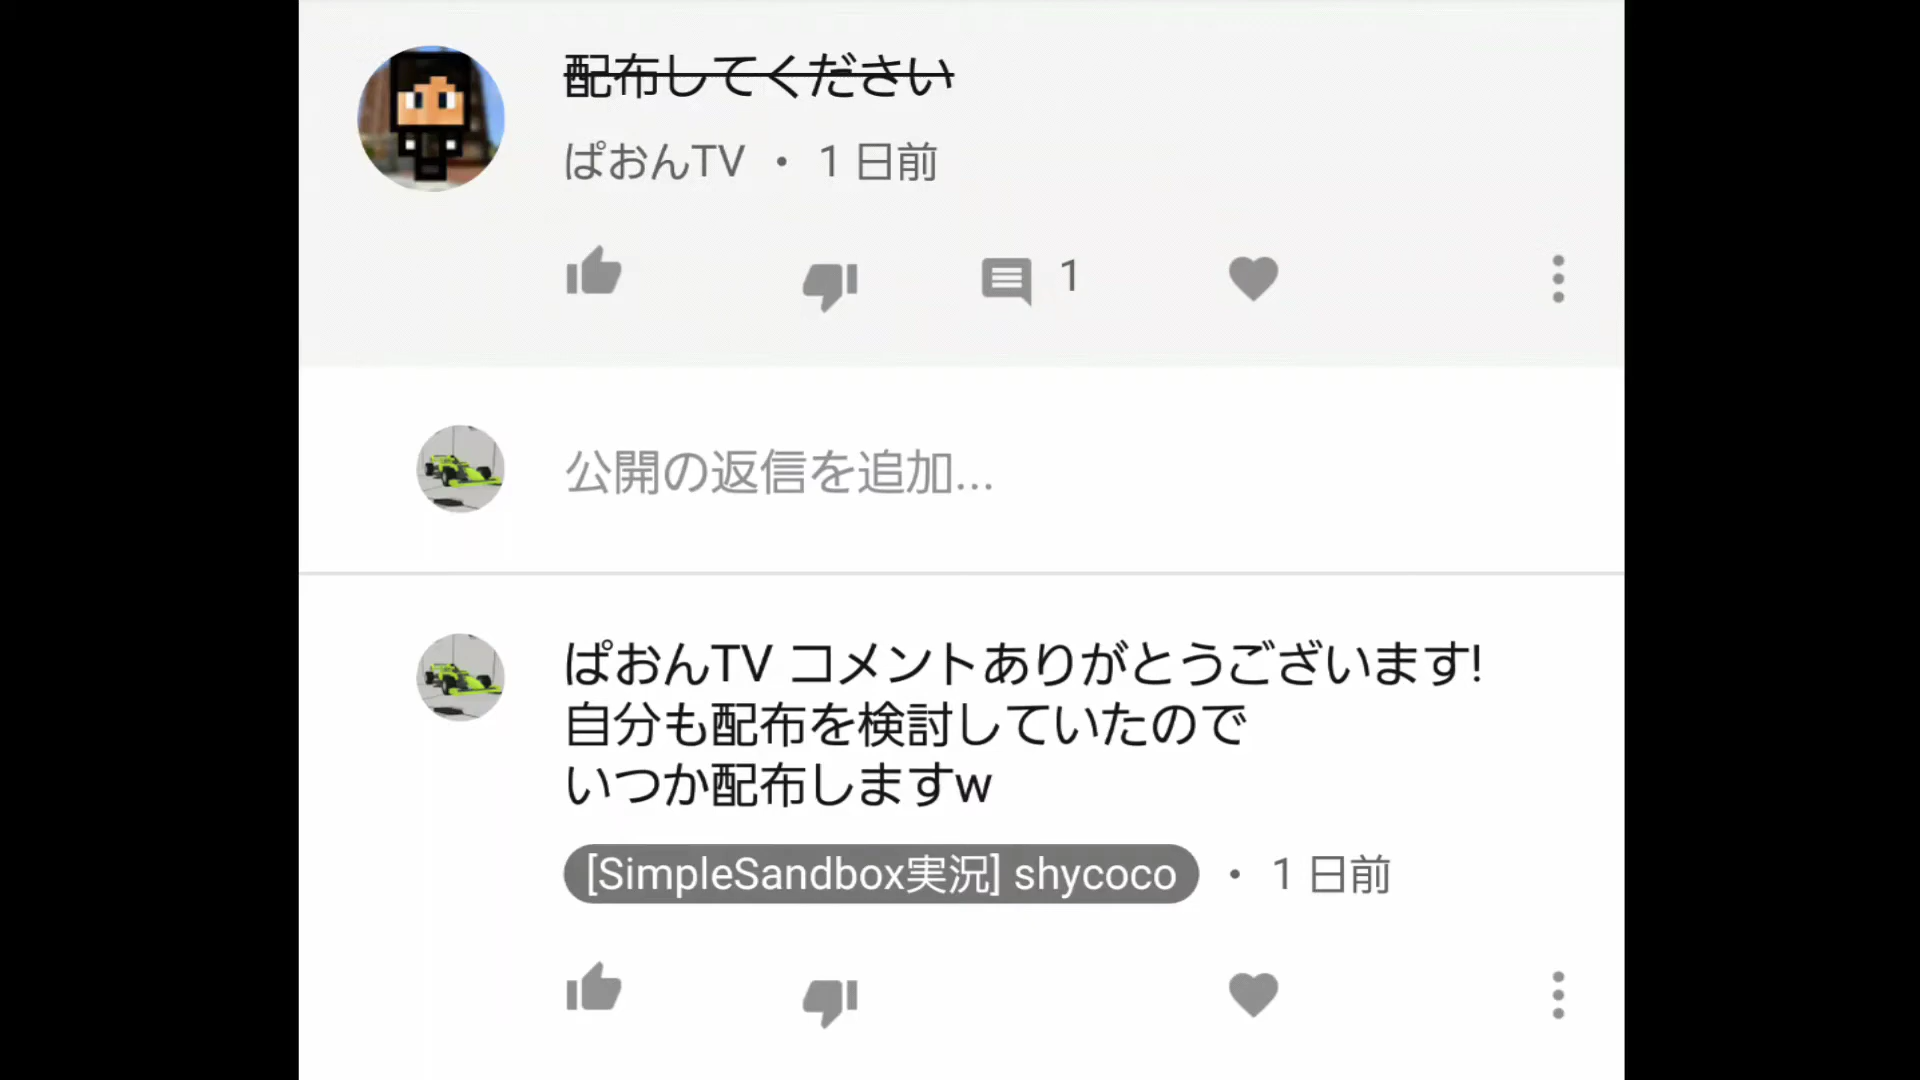 配布してください
ぱおんTV ・ 1 日前
1
公開の返信を追加...
ぱおんTV コメントありがとうございます!
自分も配布を検討していたので
いつか配布しますw
[SimpleSandbox実況] shycoco ・ 1 日前